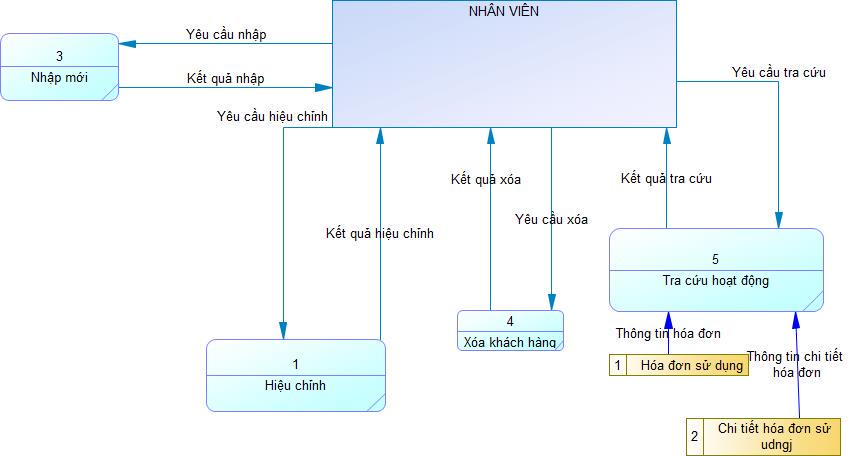 NHÂN VIÊN
Yêu cầu nhập
3
Nhập mới
Kết quả nhập
Yêu cầu tra cứu
Yêu cầu hiệu chỉnh
Kết quả xóa
Kết quả tra cứu
Yêu cầu xóa
Kết quả hiệu chỉnh
5
Tra cứu hoạt động
4
Xóa khách hàng
Thông tin hóa đơn
1
Hiệu chỉnh
1 Hóa đơn sử dụng
Thông tin chi tiết
hóa đơn
2 Chi tiết hóa đơn sử
udngj